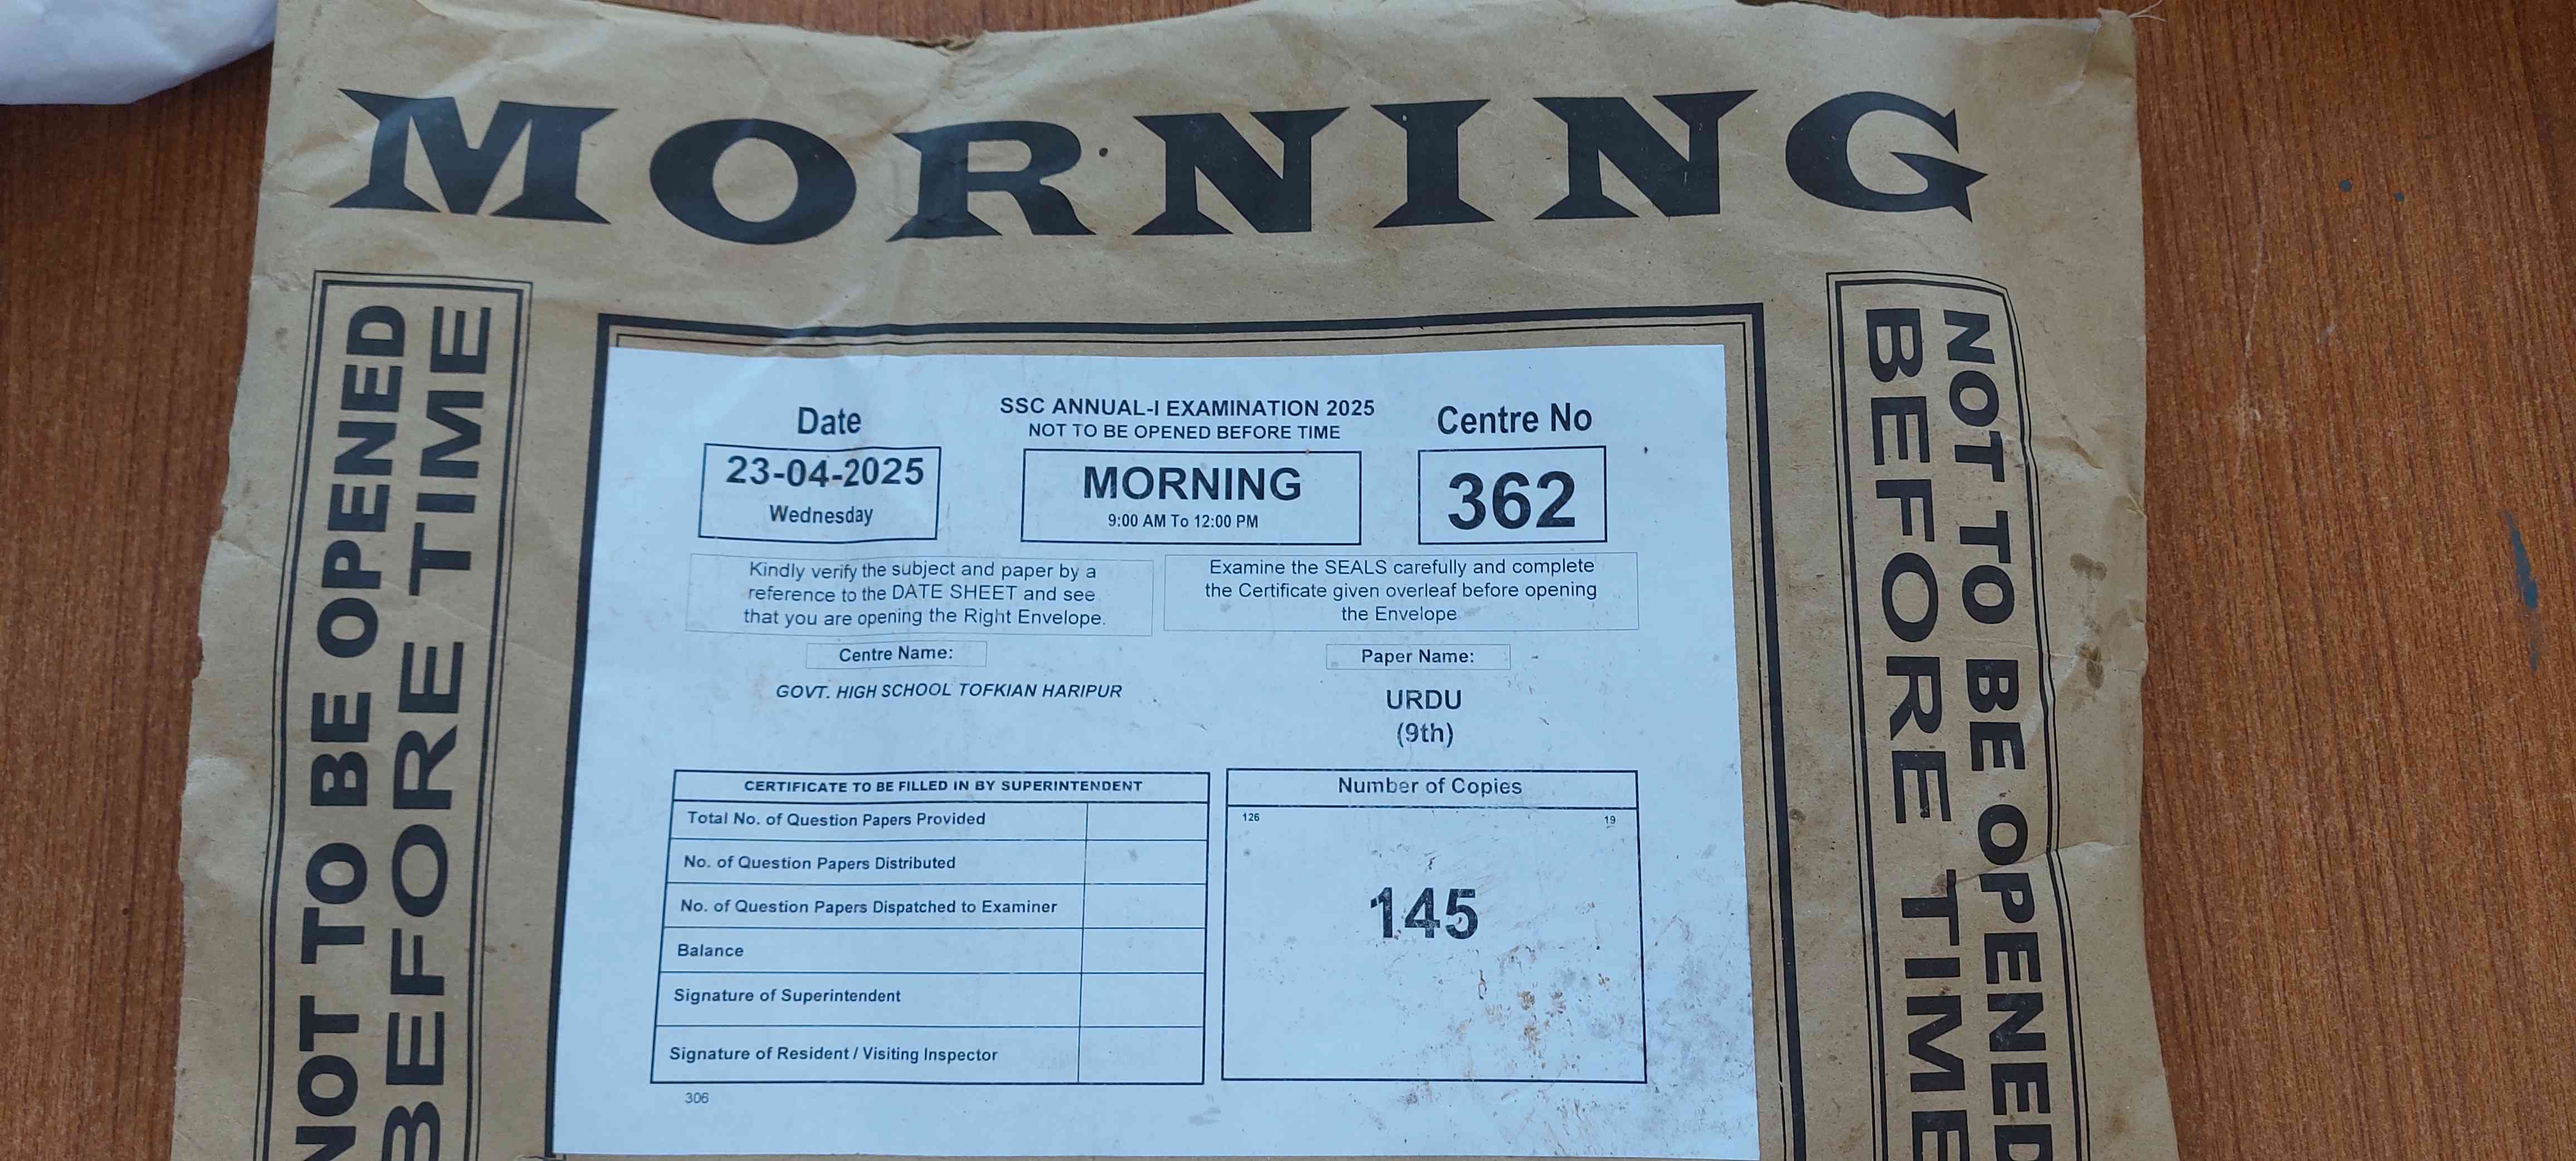 MORNING
NOT TO BE OPENED
BEFORE TIME
Date
23-04-2025
Wednesday
SSC ANNUAL-I EXAMINATION 2025
NOT TO BE OPENED BEFORE TIME
MORNING
9:00 AM To 12:00 PM
Centre No
362
Kindly verify the subject and paper by a
reference to the DATE SHEET and see
that you are opening the Right Envelope.
Examine the SEALS carefully and complete
the Certificate given overleaf before opening
the Envelope
Centre Name:
GOVT. HIGH SCHOOL TOFKIAN HARIPUR
Paper Name:
URDU
(9th)
CERTIFICATE TO BE FILLED IN BY SUPERINTENDENT
Total No. of Question Papers Provided
No. of Question Papers Distributed
No. of Question Papers Dispatched to Examiner
Balance
Signature of Superintendent
Signature of Resident / Visiting Inspector
306
Number of Copies
126 19
145
NOT TO BE OPENED
BEFORE TIME